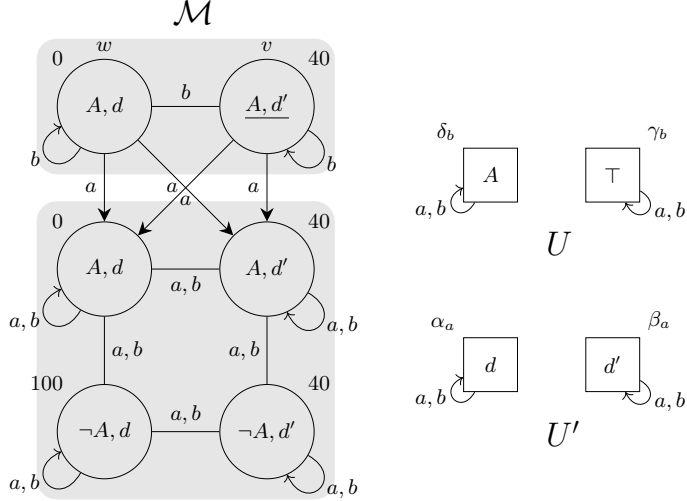 𝓜
0 w v 40
A, d b A, d′
b b
a a a a
0 40
A, d a, b A, d′
a, b a, b
a, b a, b
100 40
¬A, d a, b ¬A, d′
a, b a, b
δ_b γ_b
A ⊤
a, b a, b
U
α_a β_a
d d′
a, b a, b
U′